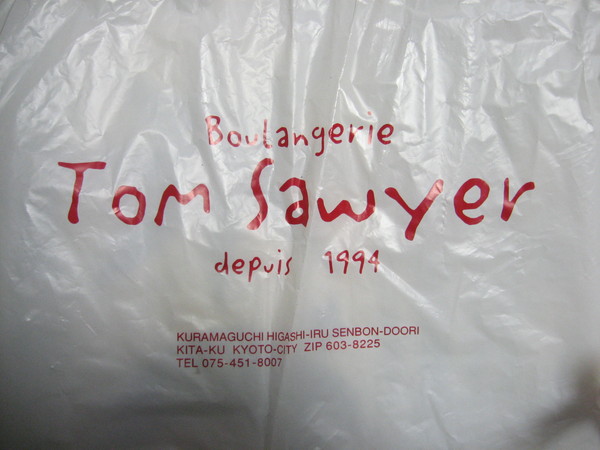 Boulangerie
Tom Sawyer
depuis 1994
KURAMAGUCHI HIGASHI-IRU SENBON-DOORI
KITA-KU KYOTO-CITY ZIP 603-8225
TEL 075-451-8007